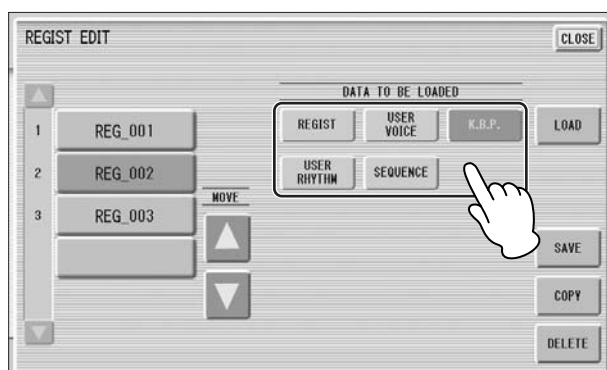 REGIST EDIT
CLOSE
DATA TO BE LOADED
1 REG_001
2 REG_002
3 REG_003
MOVE
REGIST
USER
VOICE
K.B.P.
USER
RHYTHM
SEQUENCE
LOAD
SAVE
COPY
DELETE